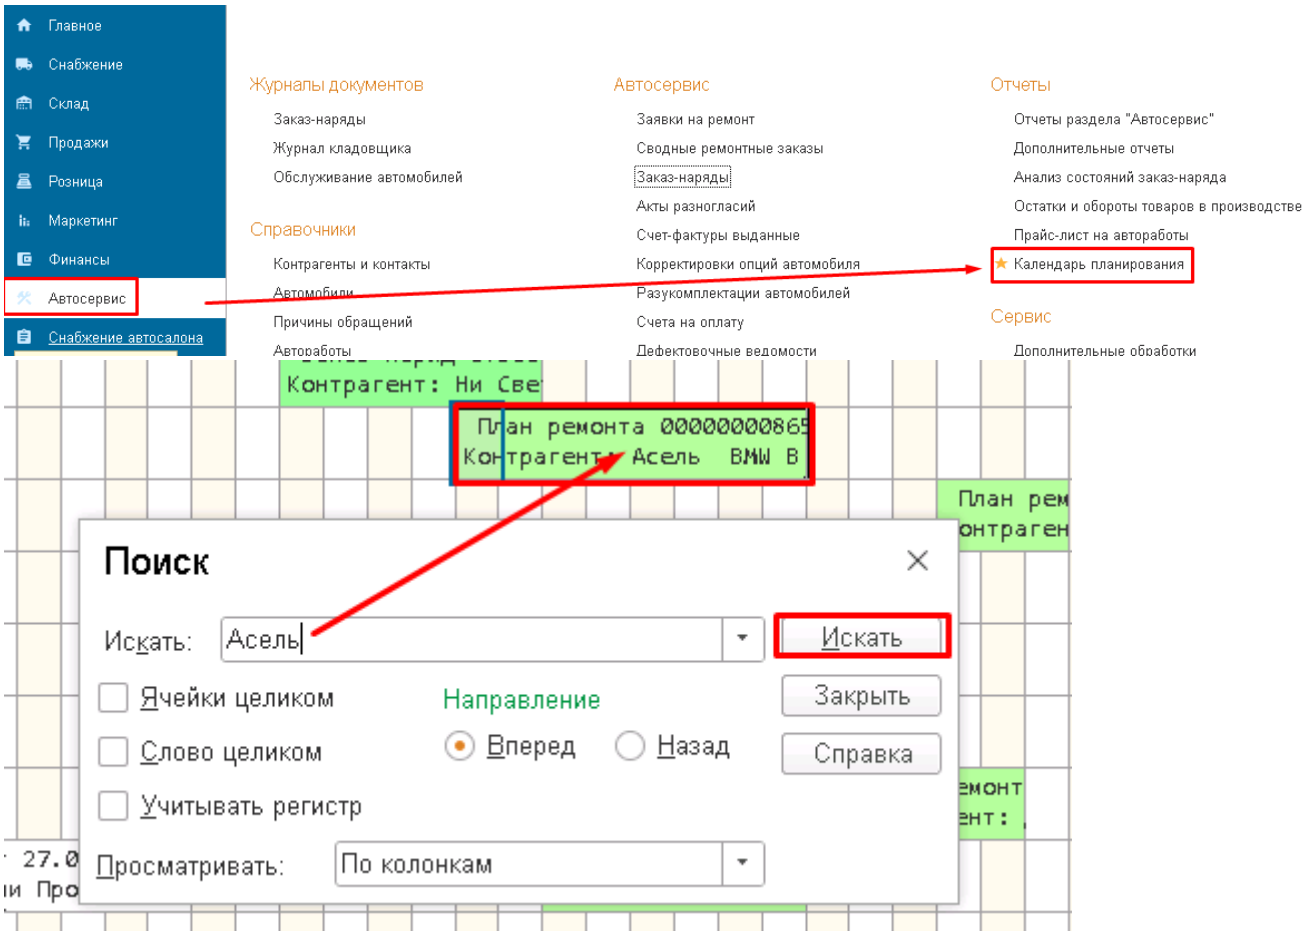 Главное
Снабжение
Склад
Продажи
Розница
Маркетинг
Финансы
Автосервис
Снабжение автосалона
Журналы документов
Заказ-наряды
Журнал кладовщика
Обслуживание автомобилей
Справочники
Контрагенты и контакты
Автомобили
Причины обращений
Автоработы
Автосервис
Заявки на ремонт
Сводные ремонтные заказы
Заказ-наряды
Акты разногласий
Счет-фактуры выданные
Корректировки опций автомобиля
Разукомплектации автомобилей
Счета на оплату
Дефектовочные ведомости
Отчеты
Отчеты раздела "Автосервис"
Дополнительные отчеты
Анализ состояний заказ-наряда
Остатки и обороты товаров в производстве
Прайс-лист на автоработы
Календарь планирования
Сервис
Дополнительные обработки
Контрагент: Ни Све
План ремонта 00000000865
Контрагент: Асель BMW B
План рем
онтраген
Поиск
Искать: Асель
Искать
Ячейки целиком
Направление
Закрыть
Слово целиком
Вперед
Назад
Справка
Учитывать регистр
емонт
ент:
Просматривать: По колонкам
27.0
и Про